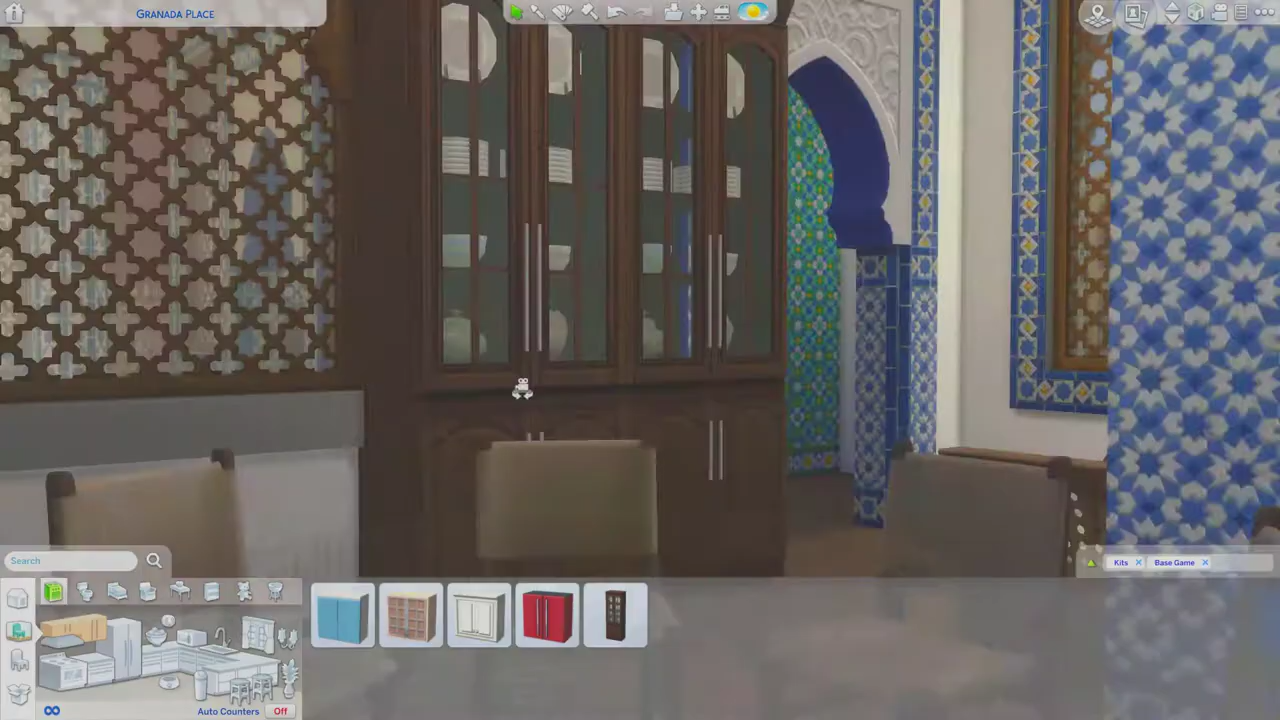 GRANADA PLACE
Search
Kits
Base Game
Auto Counters
Off